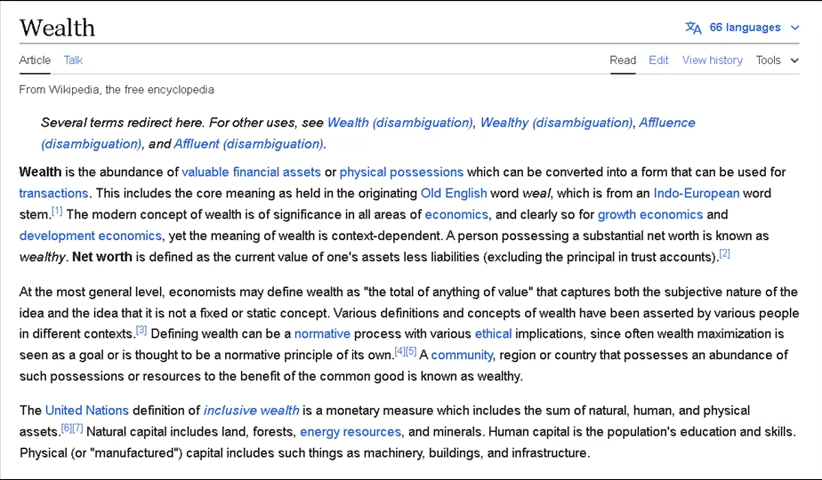 Wealth
66 languages
Article Talk Read Edit View history Tools
From Wikipedia, the free encyclopedia
Several terms redirect here. For other uses, see Wealth (disambiguation), Wealthy (disambiguation), Affluence
(disambiguation), and Affluent (disambiguation).
Wealth is the abundance of valuable financial assets or physical possessions which can be converted into a form that can be used for
transactions. This includes the core meaning as held in the originating Old English word weal, which is from an Indo-European word
stem.[1] The modern concept of wealth is of significance in all areas of economics, and clearly so for growth economics and
development economics, yet the meaning of wealth is context-dependent. A person possessing a substantial net worth is known as
wealthy. Net worth is defined as the current value of one's assets less liabilities (excluding the principal in trust accounts).[2]
At the most general level, economists may define wealth as "the total of anything of value" that captures both the subjective nature of the
idea and the idea that it is not a fixed or static concept. Various definitions and concepts of wealth have been asserted by various people
in different contexts.[3] Defining wealth can be a normative process with various ethical implications, since often wealth maximization is
seen as a goal or is thought to be a normative principle of its own.[4][5] A community, region or country that possesses an abundance of
such possessions or resources to the benefit of the common good is known as wealthy.
The United Nations definition of inclusive wealth is a monetary measure which includes the sum of natural, human, and physical
assets.[6][7] Natural capital includes land, forests, energy resources, and minerals. Human capital is the population's education and skills.
Physical (or "manufactured") capital includes such things as machinery, buildings, and infrastructure.